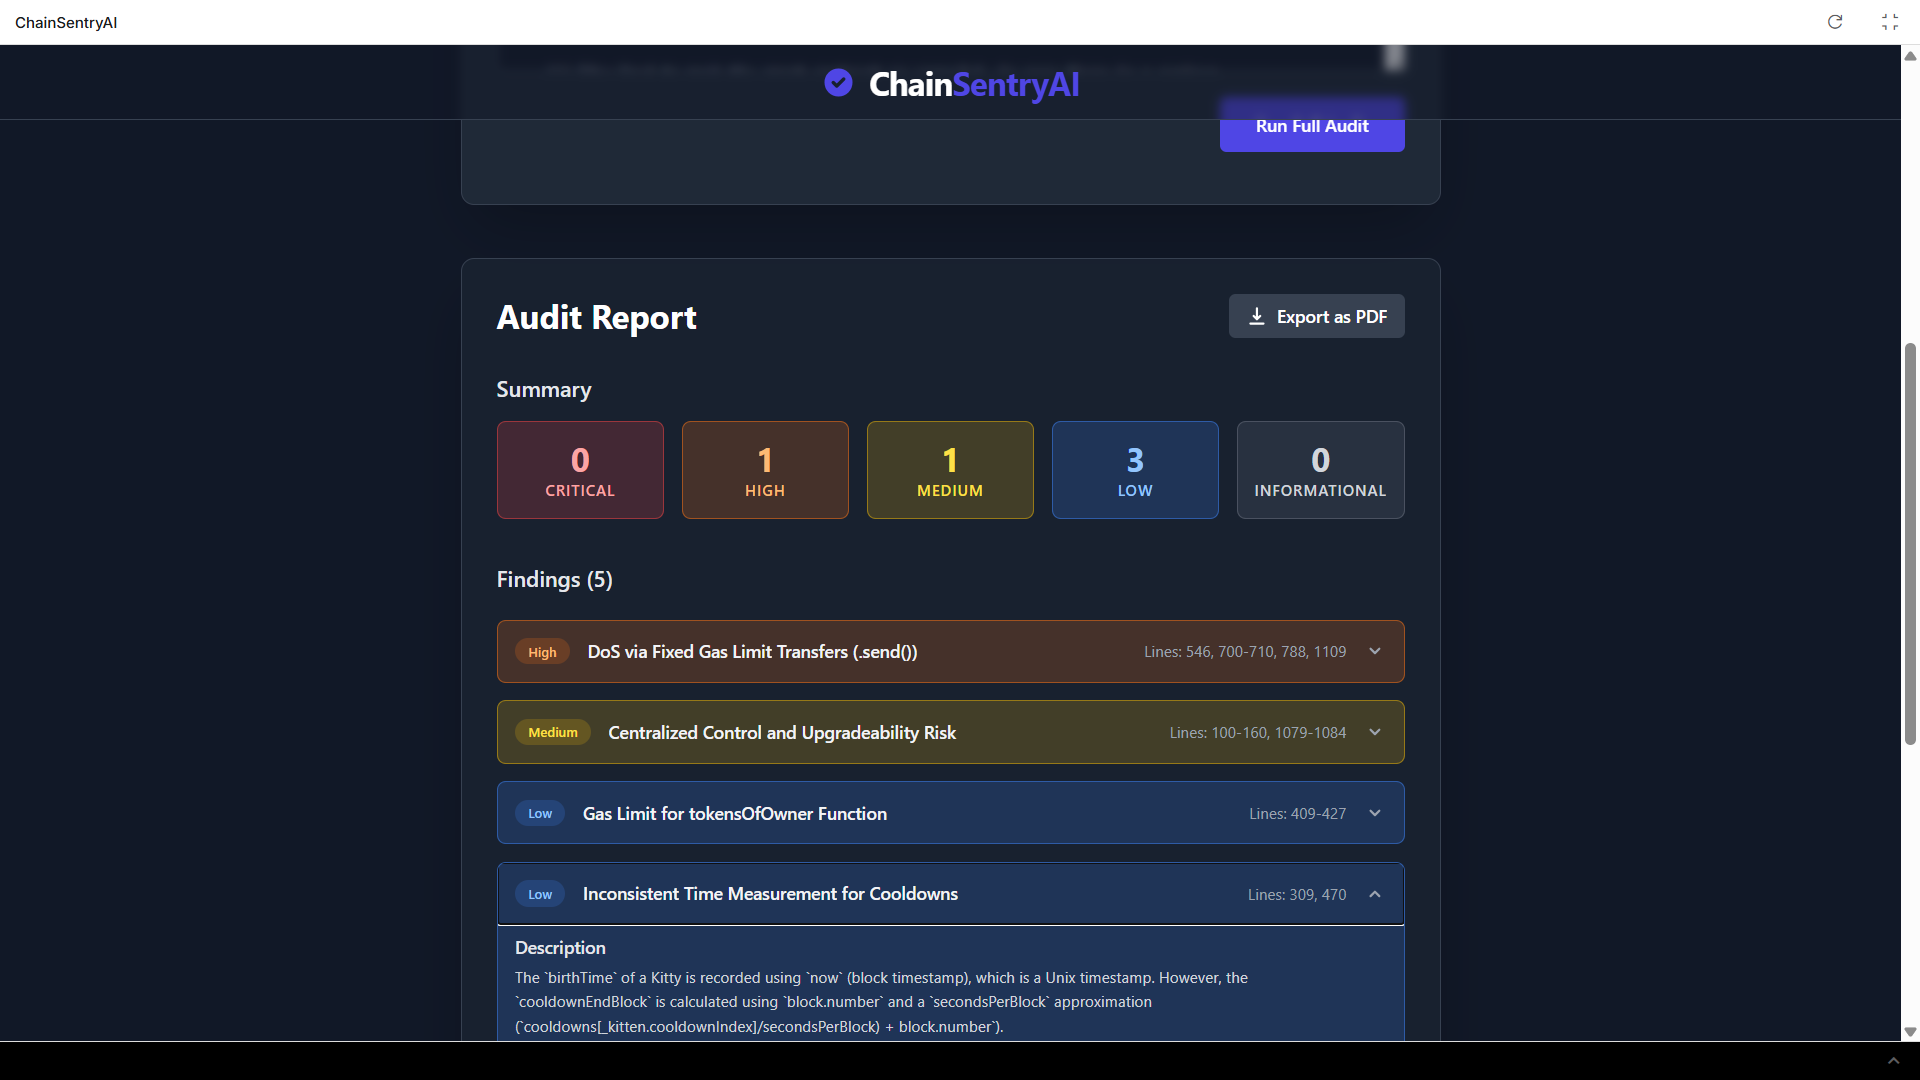 ChainSentryAI
ChainSentryAI
Run Full Audit
Audit Report
Export as PDF
Summary
0
CRITICAL
1
HIGH
1
MEDIUM
3
LOW
0
INFORMATIONAL
Findings (5)
High DoS via Fixed Gas Limit Transfers (.send()) Lines: 546, 700-710, 788, 1109
Medium Centralized Control and Upgradeability Risk Lines: 100-160, 1079-1084
Low Gas Limit for tokensOfOwner Function Lines: 409-427
Low Inconsistent Time Measurement for Cooldowns Lines: 309, 470
Description
The `birthTime` of a Kitty is recorded using `now` (block timestamp), which is a Unix timestamp. However, the
`cooldownEndBlock` is calculated using `block.number` and a `secondsPerBlock` approximation
(`cooldowns[_kitten.cooldownIndex]/secondsPerBlock) + block.number`).